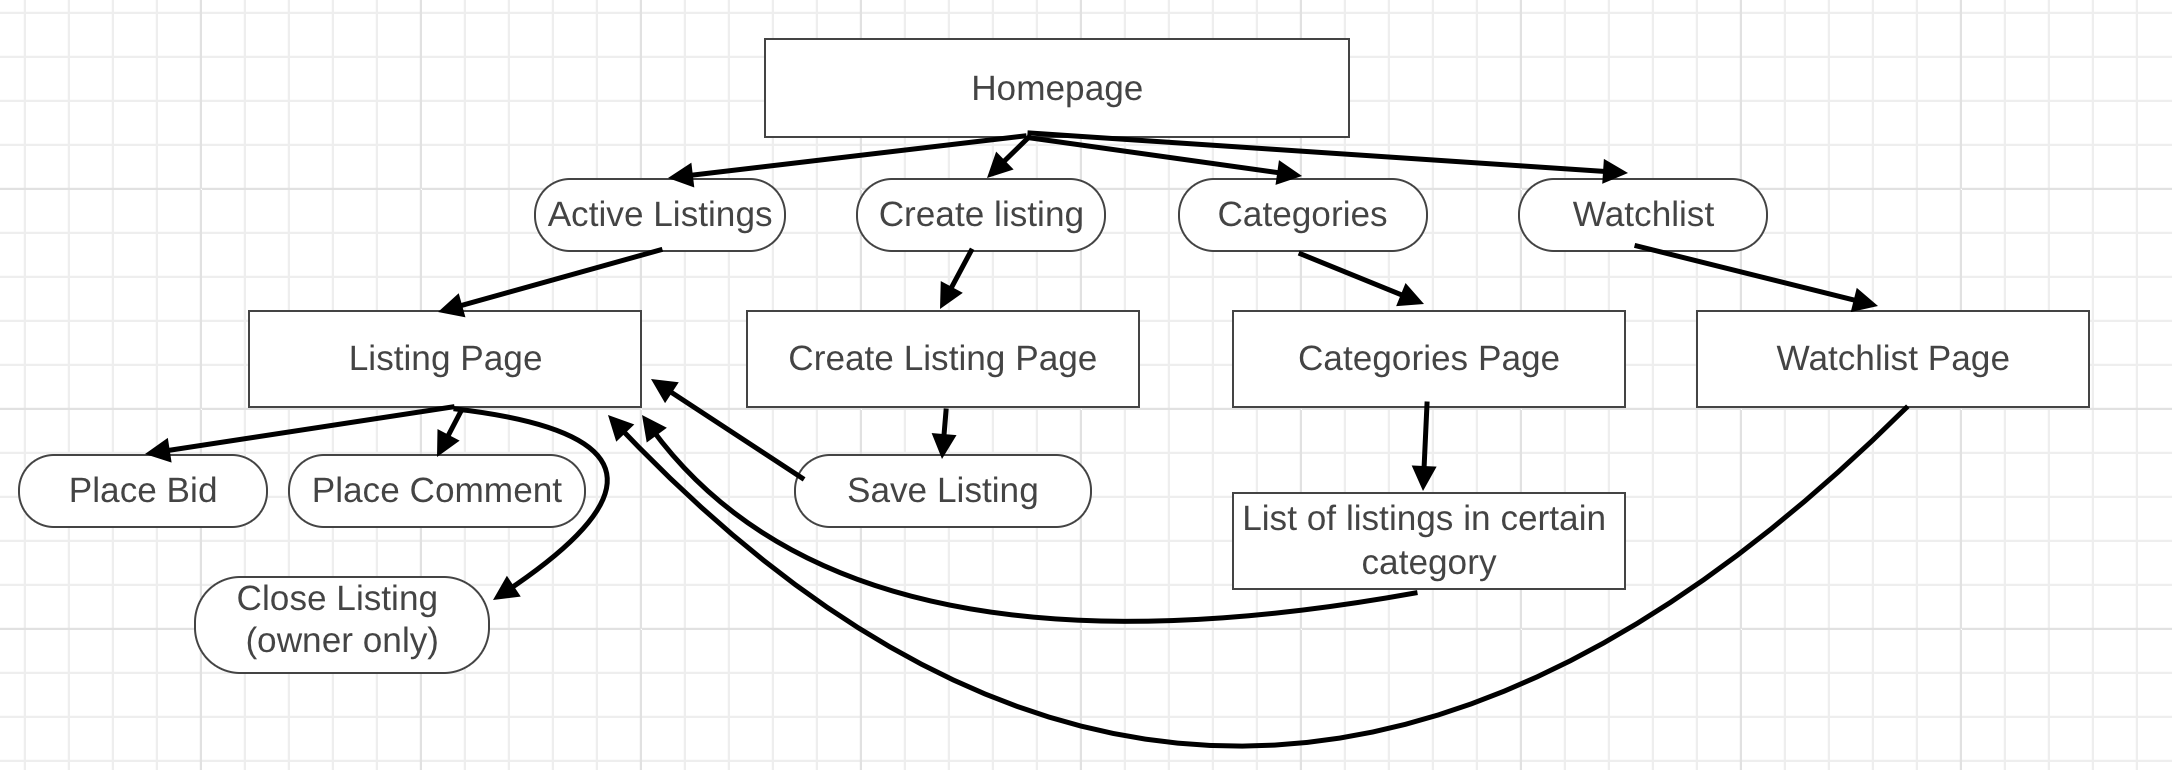 Homepage
Active Listings
Create listing
Categories
Watchlist
Listing Page
Create Listing Page
Categories Page
Watchlist Page
Place Bid
Place Comment
Save Listing
List of listings in certain
category
Close Listing
(owner only)